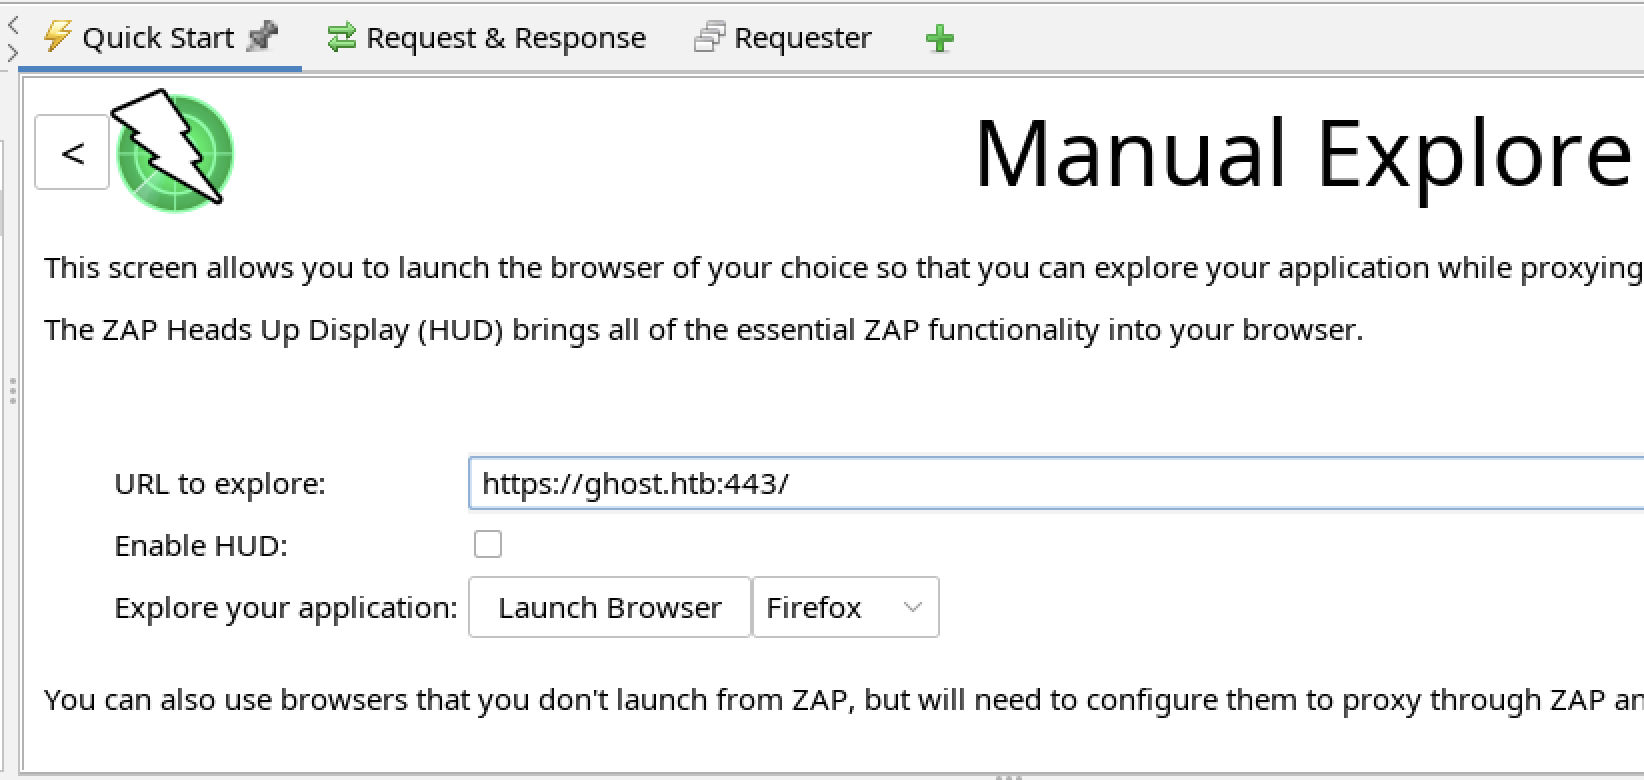 Quick Start Request & Response Requester
< Manual Explore
This screen allows you to launch the browser of your choice so that you can explore your application while proxying
The ZAP Heads Up Display (HUD) brings all of the essential ZAP functionality into your browser.
URL to explore: https://ghost.htb:443/
Enable HUD:
Explore your application: Launch Browser Firefox
You can also use browsers that you don't launch from ZAP, but will need to configure them to proxy through ZAP